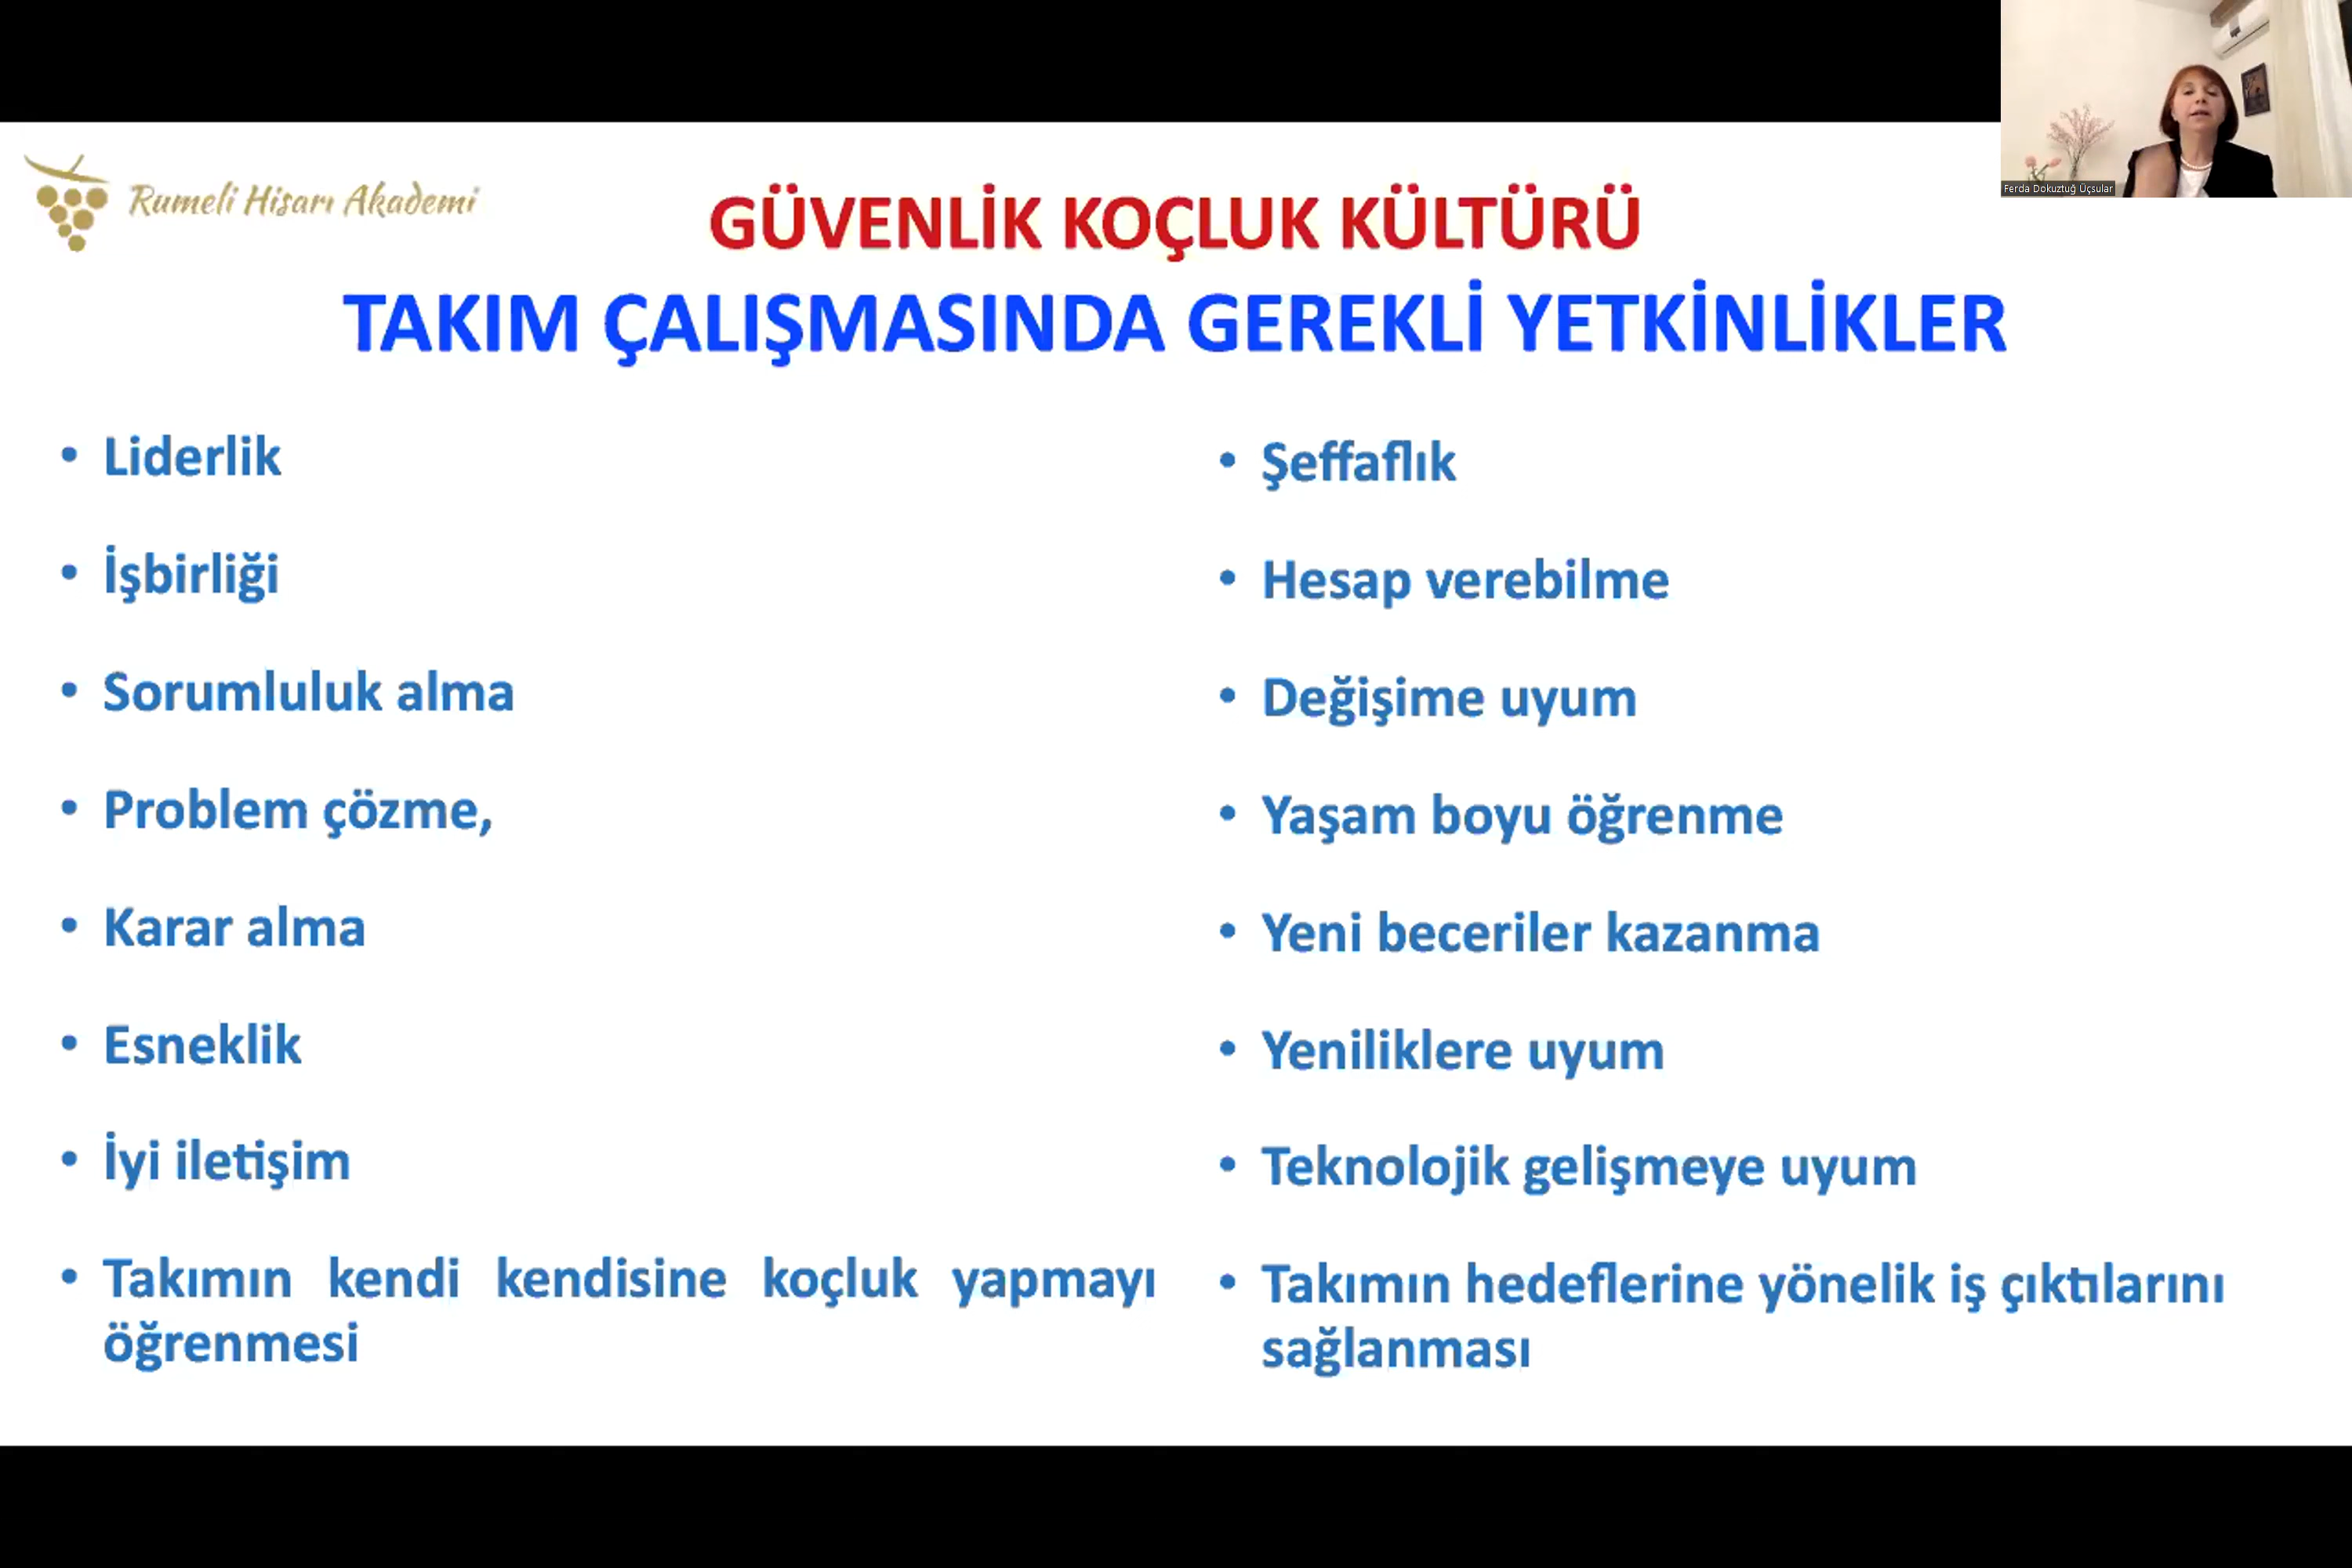 Ferda Dokuztuğ Üçsular
Rumeli Hisarı Akademi
GÜVENLİK KOÇLUK KÜLTÜRÜ
TAKIM ÇALIŞMASINDA GEREKLİ YETKİNLİKLER
• Liderlik
• İşbirliği
• Sorumluluk alma
• Problem çözme,
• Karar alma
• Esneklik
• İyi iletişim
• Takımın kendi kendisine koçluk yapmayı
öğrenmesi
• Şeffaflık
• Hesap verebilme
• Değişime uyum
• Yaşam boyu öğrenme
• Yeni beceriler kazanma
• Yeniliklere uyum
• Teknolojik gelişmeye uyum
• Takımın hedeflerine yönelik iş çıktılarını
sağlanması